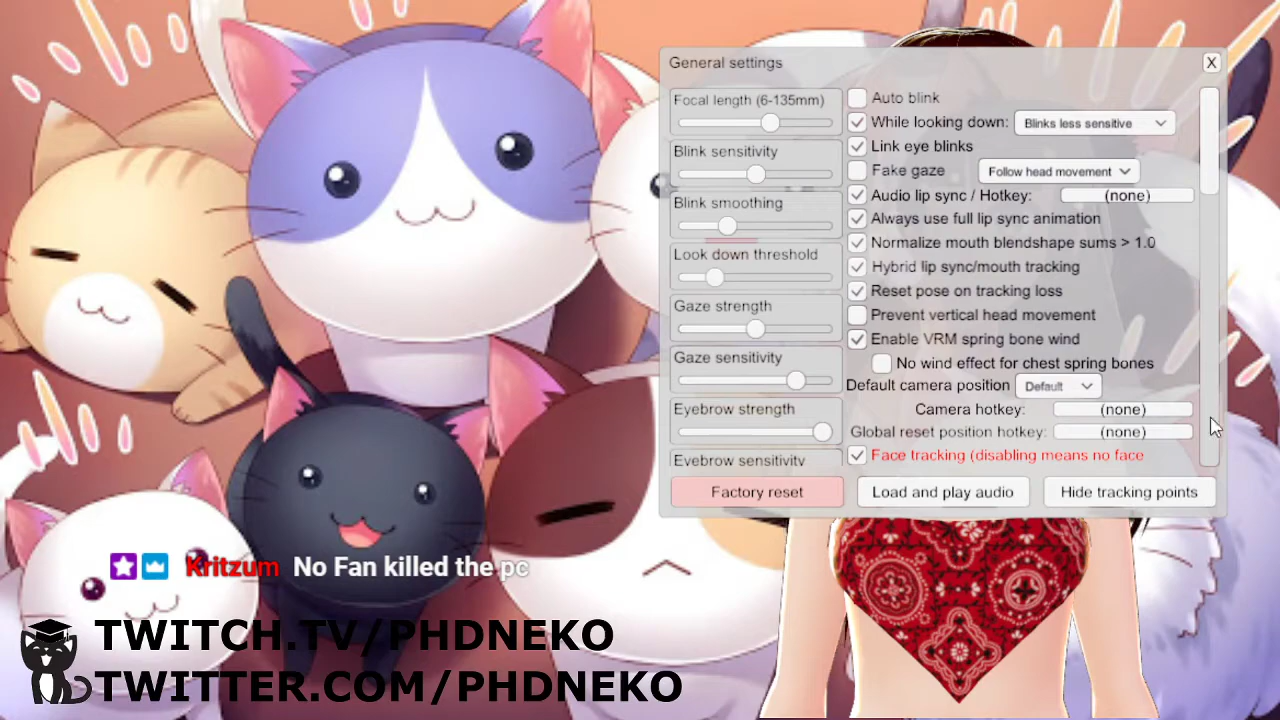 General settings
X
Focal length (6-135mm)
Blink sensitivity
Blink smoothing
Look down threshold
Gaze strength
Gaze sensitivity
Eyebrow strength
Eyebrow sensitivity
Auto blink
While looking down: Blinks less sensitive
Link eye blinks
Fake gaze Follow head movement
Audio lip sync / Hotkey: (none)
Always use full lip sync animation
Normalize mouth blendshape sums > 1.0
Hybrid lip sync/mouth tracking
Reset pose on tracking loss
Prevent vertical head movement
Enable VRM spring bone wind
No wind effect for chest spring bones
Default camera position Default
Camera hotkey: (none)
Global reset position hotkey: (none)
Face tracking (disabling means no face
Factory reset
Load and play audio
Hide tracking points
Kritzum No Fan killed the pc
TWITCH.TV/PHDNEKO
TWITTER.COM/PHDNEKO